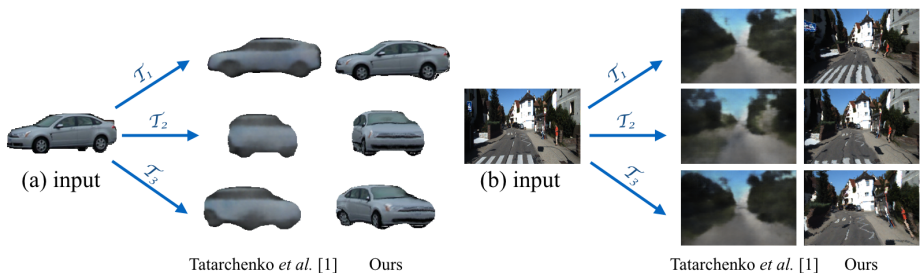 𝒯₁
𝒯₂
𝒯₃
(a) input
Tatarchenko et al. [1]
Ours
𝒯₁
𝒯₂
𝒯₃
(b) input
Tatarchenko et al. [1]
Ours